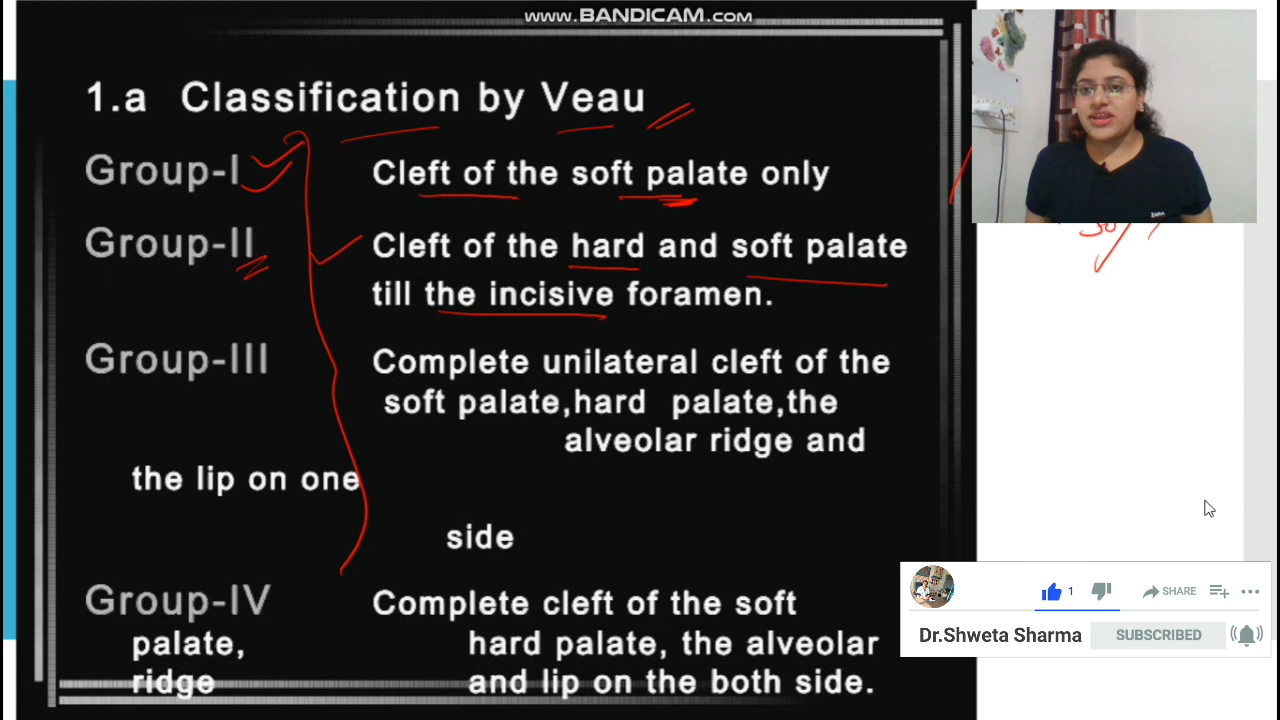 www.BANDICAM.com
1.a Classification by Veau
Group-I Cleft of the soft palate only
Group-II Cleft of the hard and soft palate
till the incisive foramen.
Group-III Complete unilateral cleft of the
soft palate,hard palate,the
alveolar ridge and
the lip on one
side
Group-IV Complete cleft of the soft
palate, hard palate, the alveolar
ridge and lip on the both side.
1 SHARE
Dr.Shweta Sharma SUBSCRIBED